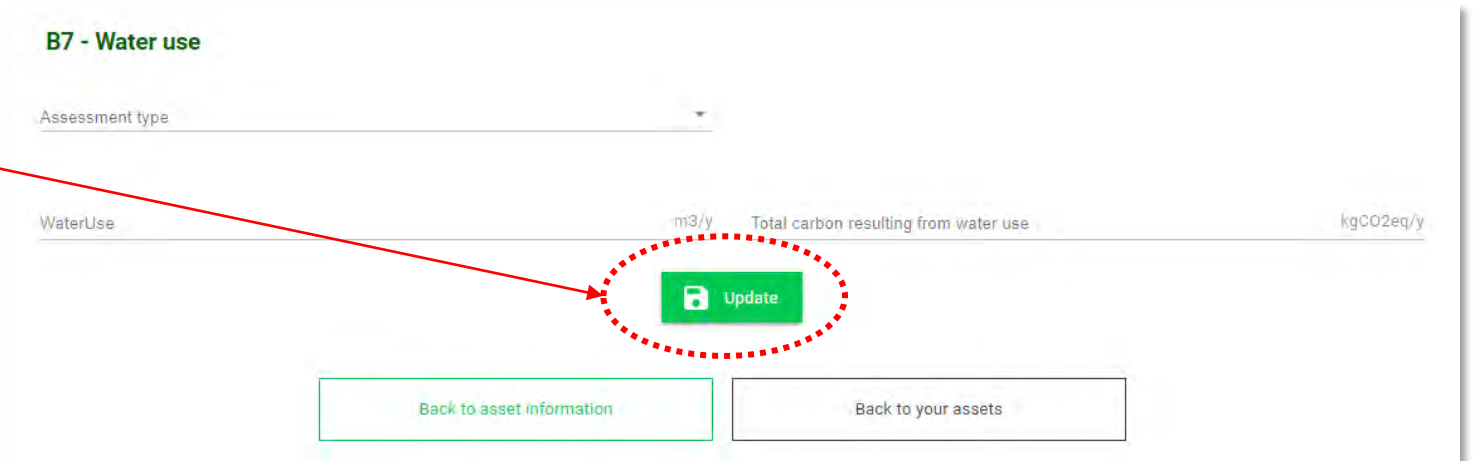 B7 - Water use
Assessment type
WaterUse m3/y Total carbon resulting from water use kgCO2eq/y
Update
Back to asset information Back to your assets